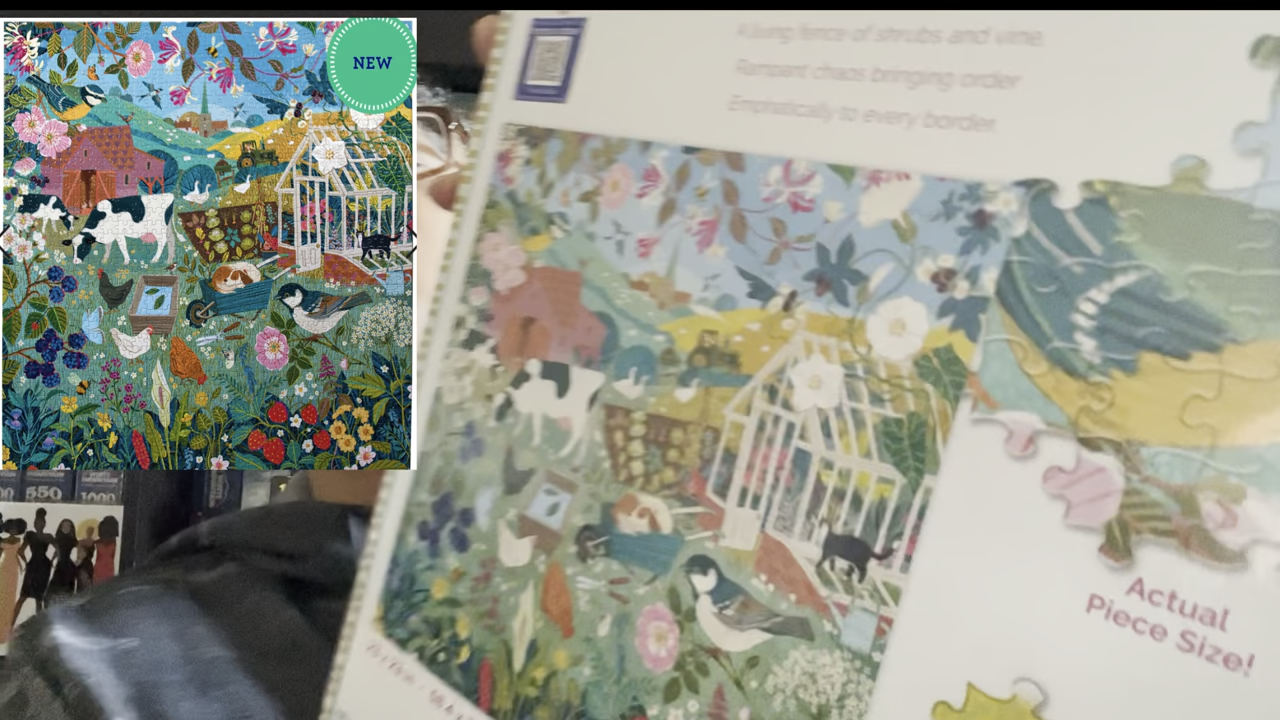 NEW
A living fence of shrubs and vine.
Rampant chaos bringing order
Emphatically to every border.
550
1000
Actual
Piece Size!